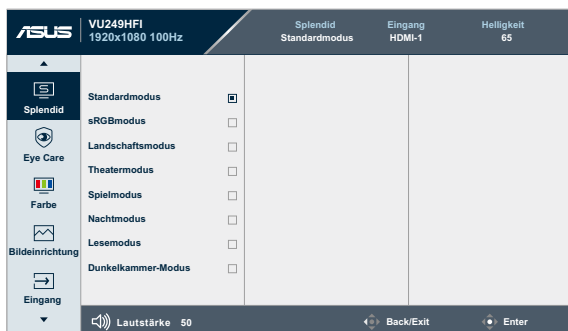 ASUS
VU249HFI
1920x1080 100Hz
Splendid
Standardmodus
Eingang
HDMI-1
Helligkeit
65
Splendid
Eye Care
Farbe
Bildeinrichtung
Eingang
Standardmodus
sRGBmodus
Landschaftsmodus
Theatermodus
Spielmodus
Nachtmodus
Lesemodus
Dunkelkammer-Modus
Lautstärke 50
Back/Exit
Enter